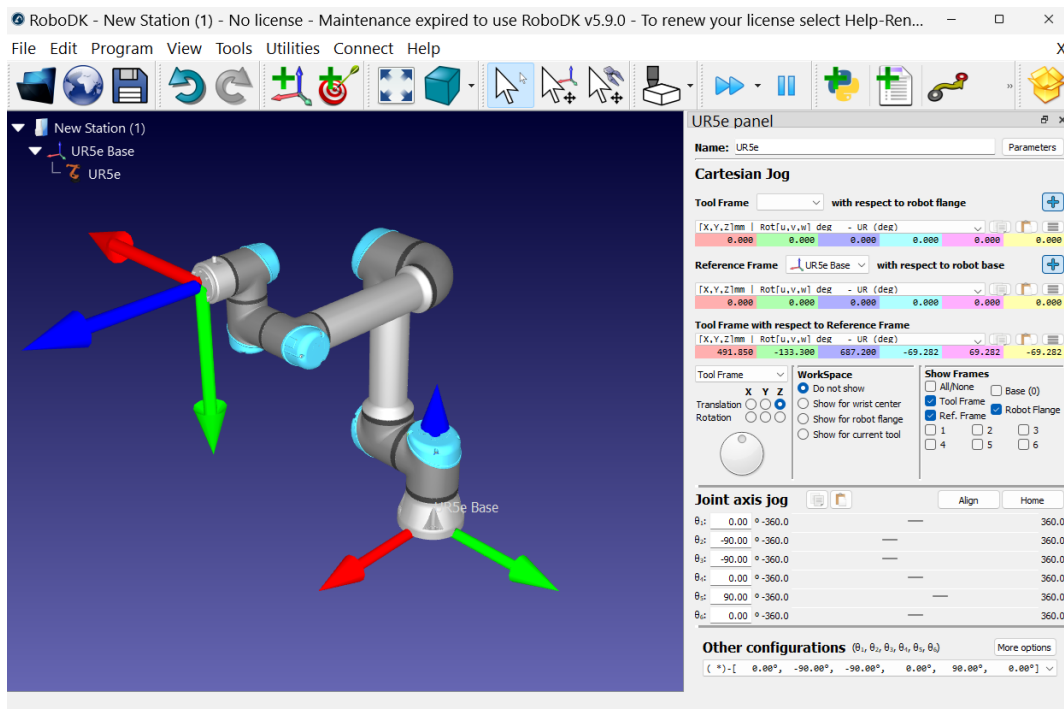 RoboDK - New Station (1) - No license - Maintenance expired to use RoboDK v5.9.0 - To renew your license select Help-Ren...
File Edit Program View Tools Utilities Connect Help
New Station (1)
UR5e Base
UR5e
UR5e Base
UR5e panel
Name: UR5e Parameters
Cartesian Jog
Tool Frame with respect to robot flange
[X,Y,Z]mm | Rot[u,v,w] deg - UR (deg)
0.000 0.000 0.000 0.000 0.000 0.000
Reference Frame UR5e Base with respect to robot base
[X,Y,Z]mm | Rot[u,v,w] deg - UR (deg)
0.000 0.000 0.000 0.000 0.000 0.000
Tool Frame with respect to Reference Frame
[X,Y,Z]mm | Rot[u,v,w] deg - UR (deg)
491.850 -133.300 687.200 -69.282 69.282 -69.282
Tool Frame
X Y Z
Translation
Rotation
WorkSpace
Do not show
Show for wrist center
Show for robot flange
Show for current tool
Show Frames
All/None Base (0)
Tool Frame Robot Flange
Ref. Frame
1 2 3
4 5 6
Joint axis jog Align Home
θ₁: 0.00 º -360.0 360.0
θ₂: -90.00 º -360.0 360.0
θ₃: -90.00 º -360.0 360.0
θ₄: 0.00 º -360.0 360.0
θ₅: 90.00 º -360.0 360.0
θ₆: 0.00 º -360.0 360.0
Other configurations (θ₁, θ₂, θ₃, θ₄, θ₅, θ₆) More options
( *)-[ 0.00°, -90.00°, -90.00°, 0.00°, 90.00°, 0.00°]